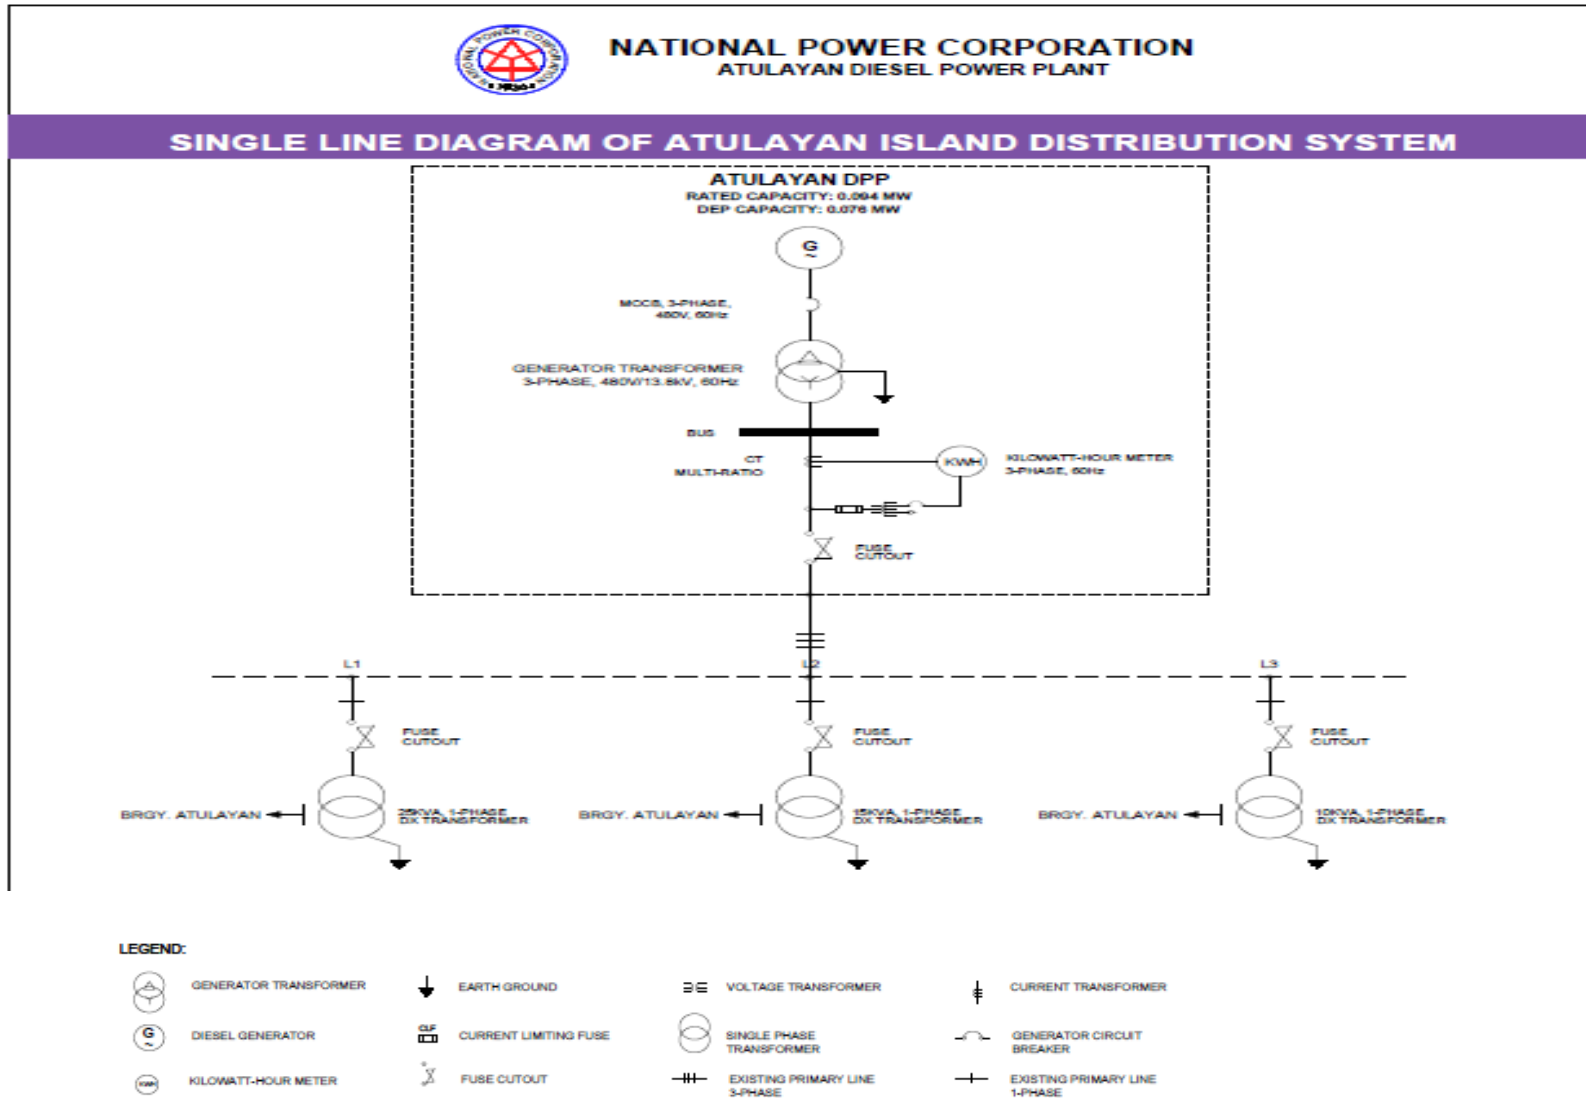 NATIONAL POWER CORPORATION
ATULAYAN DIESEL POWER PLANT
SINGLE LINE DIAGRAM OF ATULAYAN ISLAND DISTRIBUTION SYSTEM
ATULAYAN DPP
RATED CAPACITY: 0.094 MW
DEP CAPACITY: 0.076 MW
G
~
MCCB, 3-PHASE,
480V, 60Hz
GENERATOR TRANSFORMER
3-PHASE, 480V/13.8kV, 60Hz
BUS
CT
MULTI-RATIO
KWH
KILOWATT-HOUR METER
3-PHASE, 60Hz
FUSE
CUTOUT
L1
L2
L3
FUSE
CUTOUT
FUSE
CUTOUT
FUSE
CUTOUT
BRGY. ATULAYAN
25KVA, 1-PHASE
DX TRANSFORMER
BRGY. ATULAYAN
15KVA, 1-PHASE
DX TRANSFORMER
BRGY. ATULAYAN
10KVA, 1-PHASE
DX TRANSFORMER
LEGEND:
GENERATOR TRANSFORMER
EARTH GROUND
VOLTAGE TRANSFORMER
CURRENT TRANSFORMER
G
~
DIESEL GENERATOR
CLF
CURRENT LIMITING FUSE
SINGLE PHASE
TRANSFORMER
GENERATOR CIRCUIT
BREAKER
KWH
KILOWATT-HOUR METER
FUSE CUTOUT
EXISTING PRIMARY LINE
3-PHASE
EXISTING PRIMARY LINE
1-PHASE